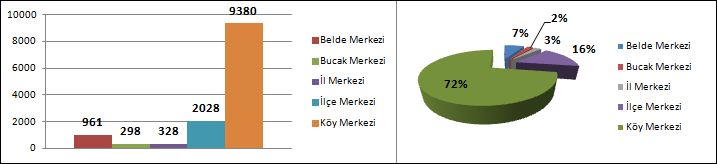 10000
8000
6000
4000
2000
0
961
298
328
2028
9380
Belde Merkezi
Bucak Merkezi
İl Merkezi
İlçe Merkezi
Köy Merkezi
7%
2%
3%
16%
72%
Belde Merkezi
Bucak Merkezi
İl Merkezi
İlçe Merkezi
Köy Merkezi